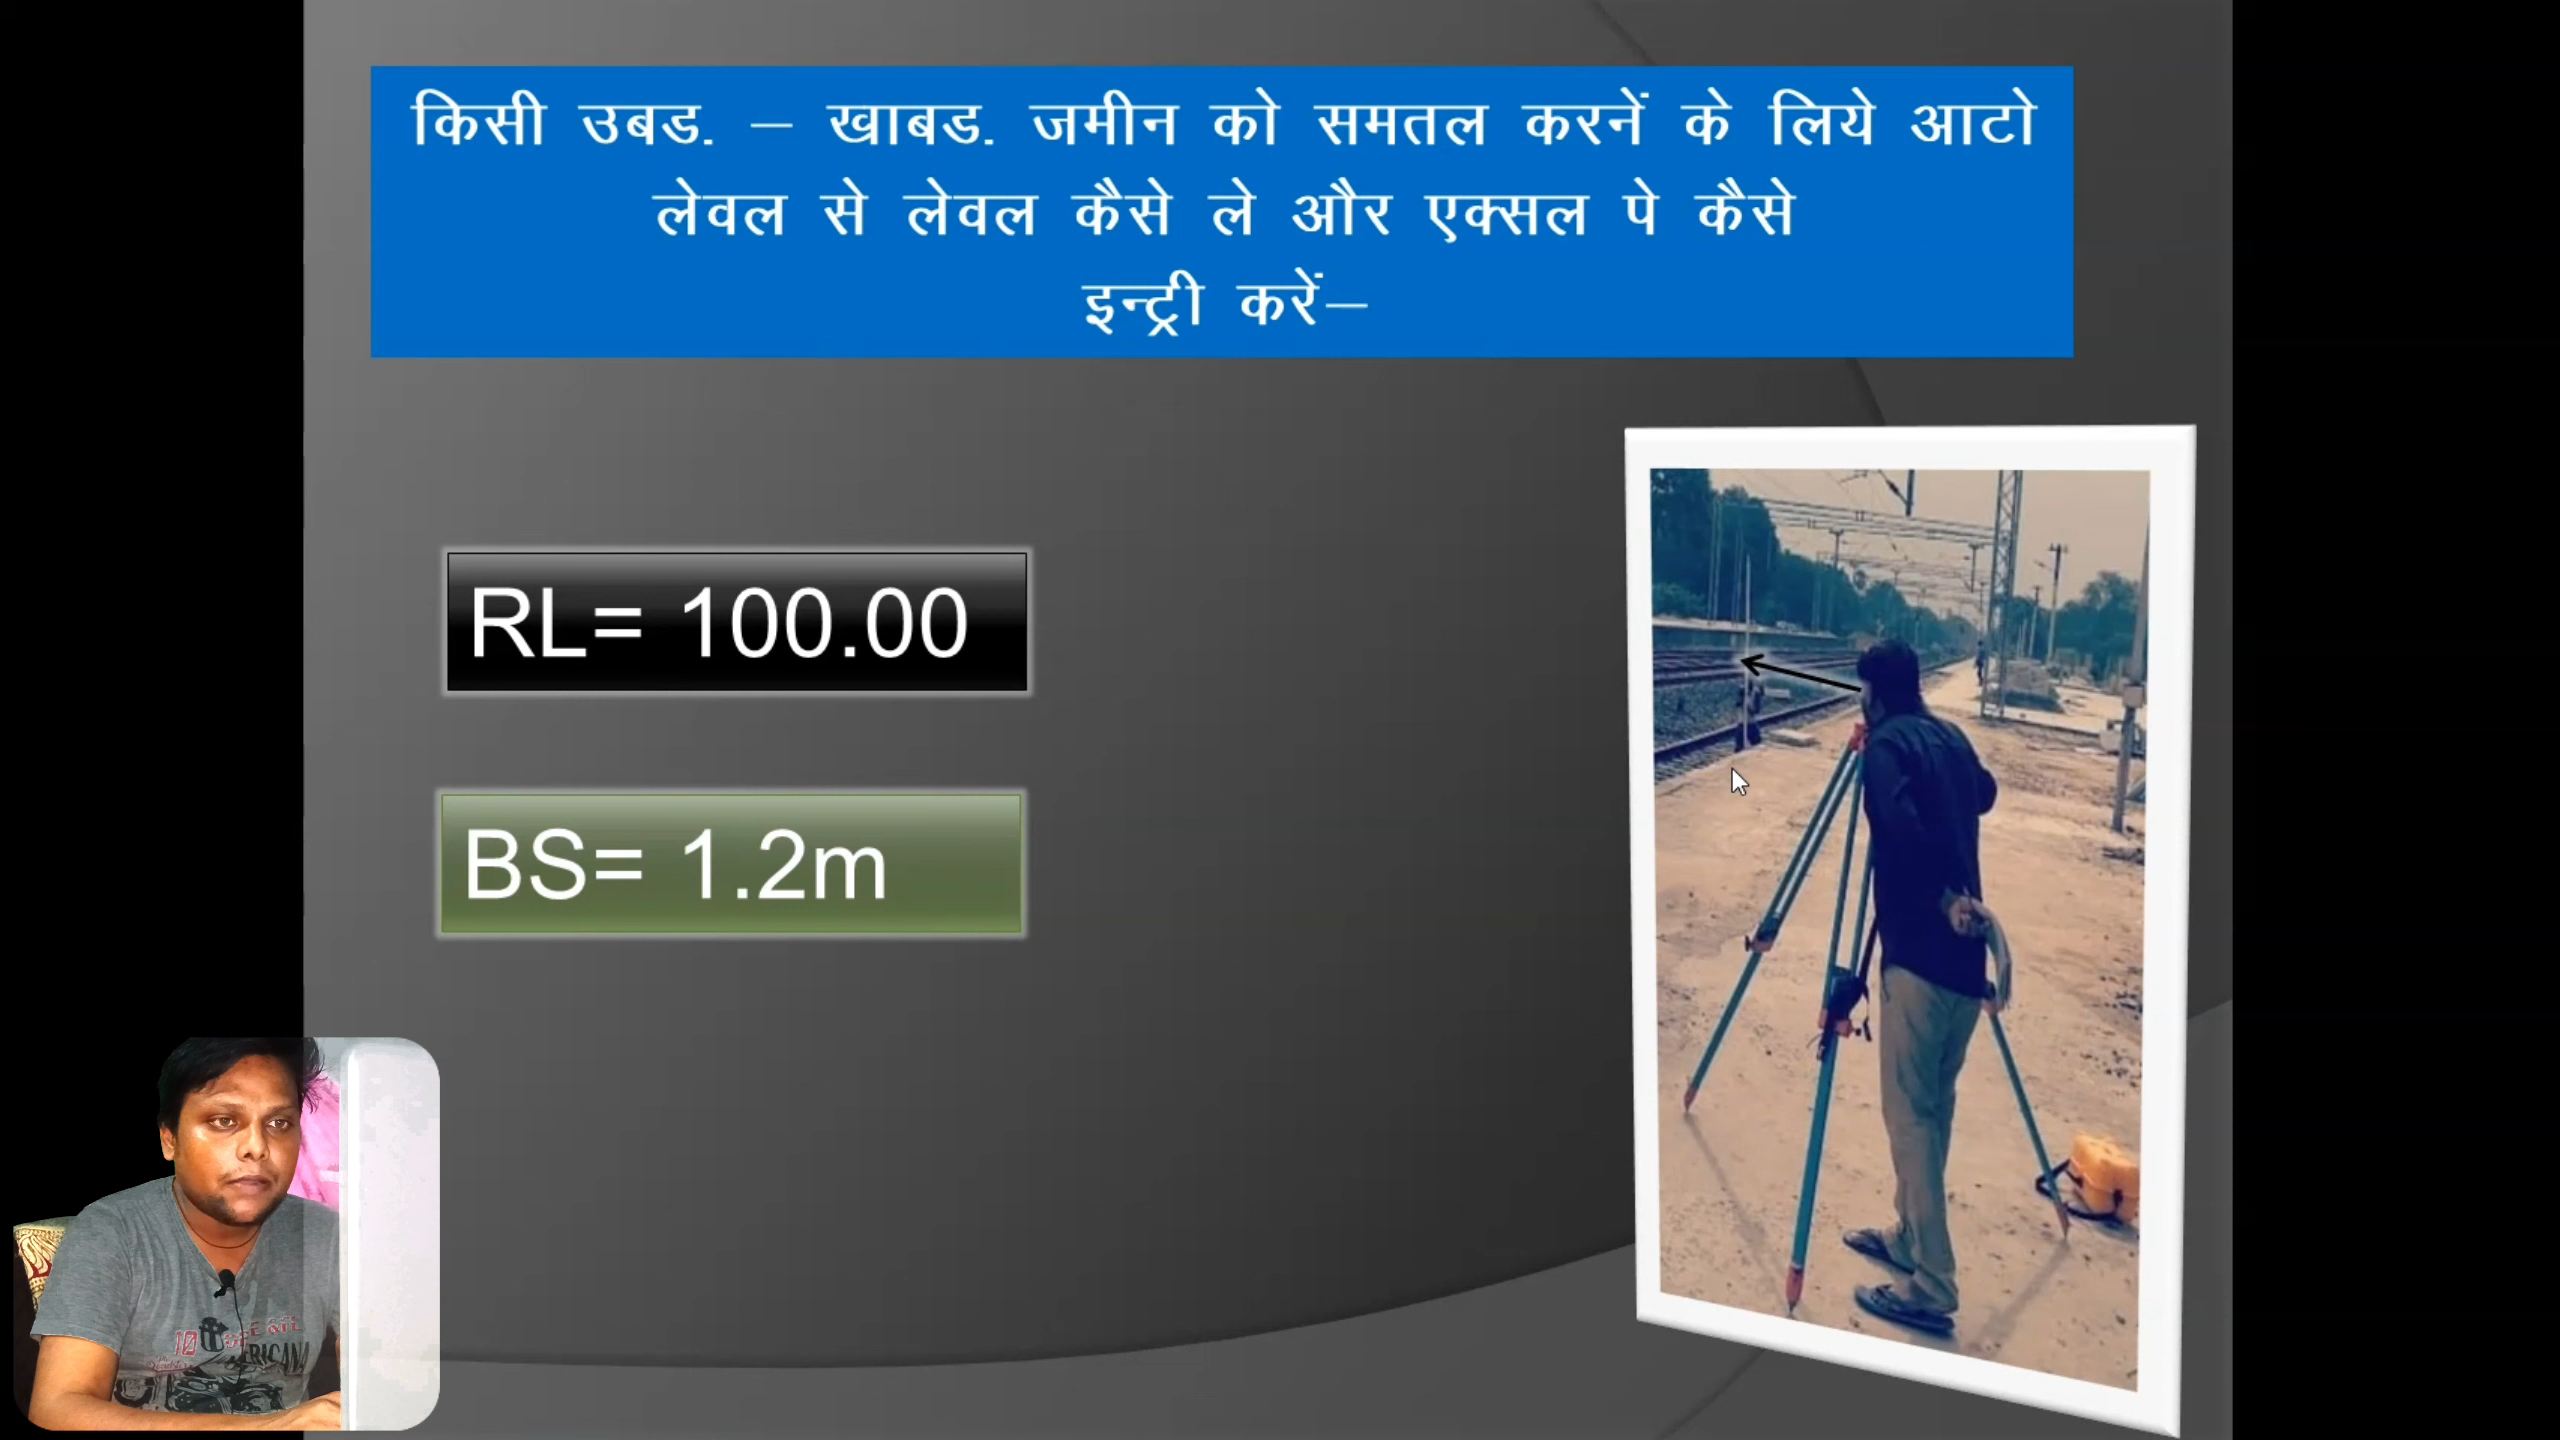 किसी उबड. – खाबड. जमीन को समतल करनें के लिये आटो
लेवल से लेवल कैसे ले और एक्सल पे कैसे
इन्ट्री करें–
RL= 100.00
BS= 1.2m
10